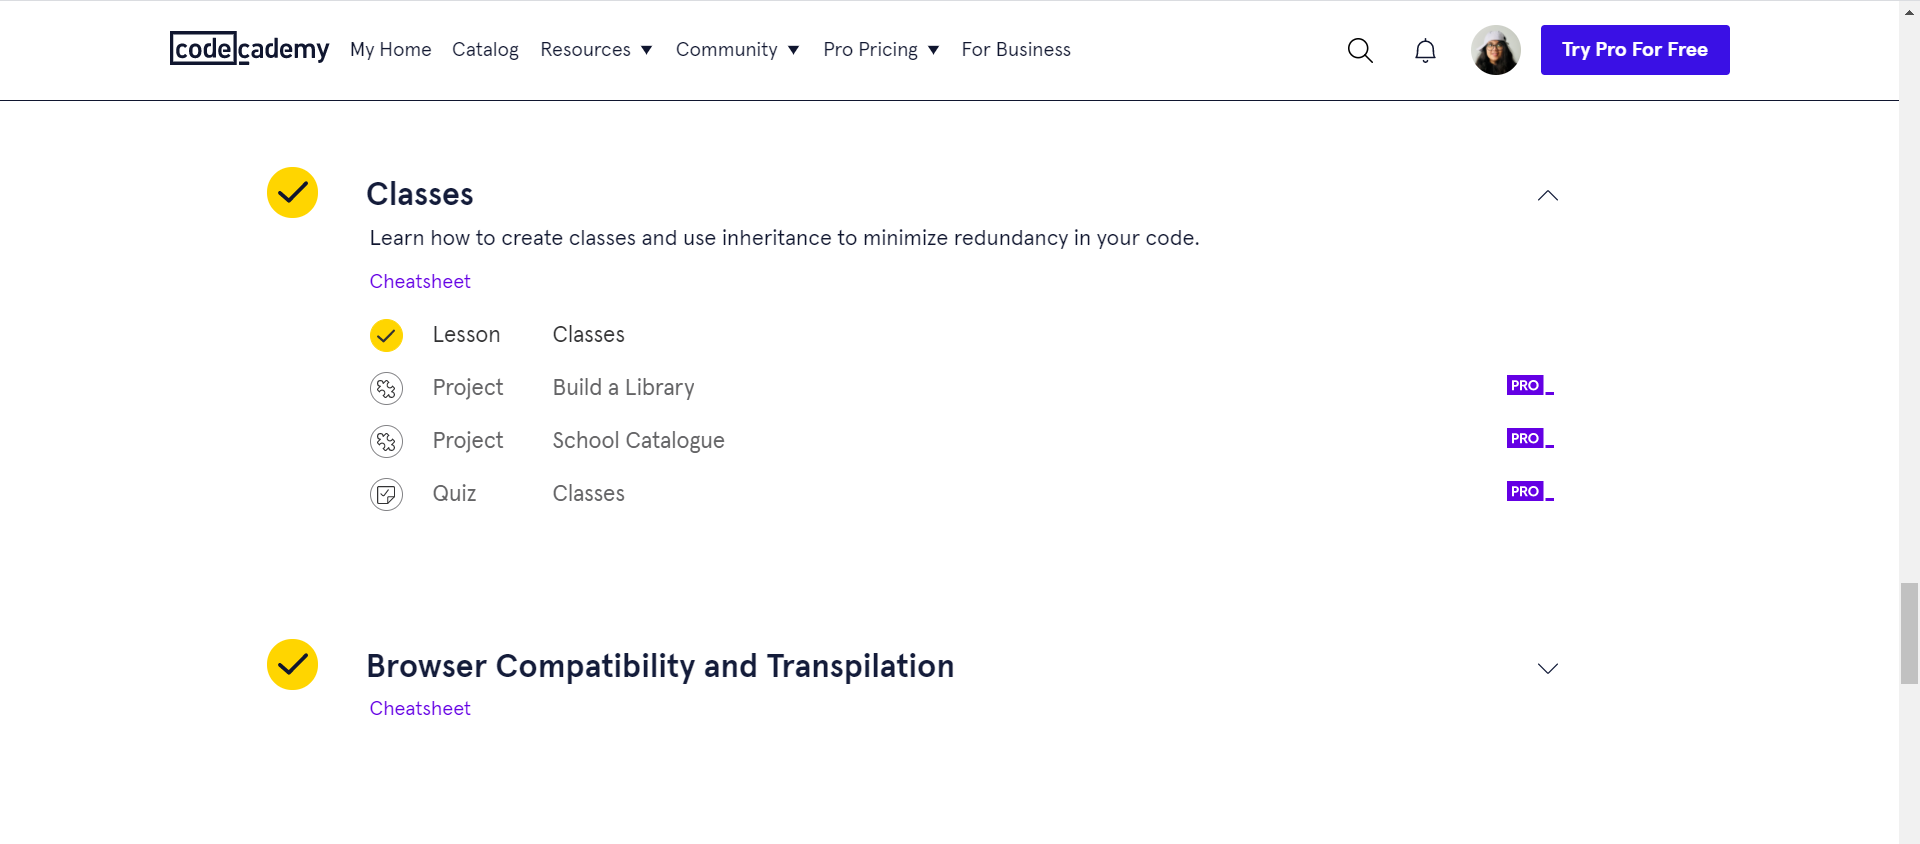 codecademy My Home Catalog Resources Community Pro Pricing For Business Try Pro For Free
Classes
Learn how to create classes and use inheritance to minimize redundancy in your code.
Cheatsheet
Lesson Classes
Project Build a Library PRO
Project School Catalogue PRO
Quiz Classes PRO
Browser Compatibility and Transpilation
Cheatsheet